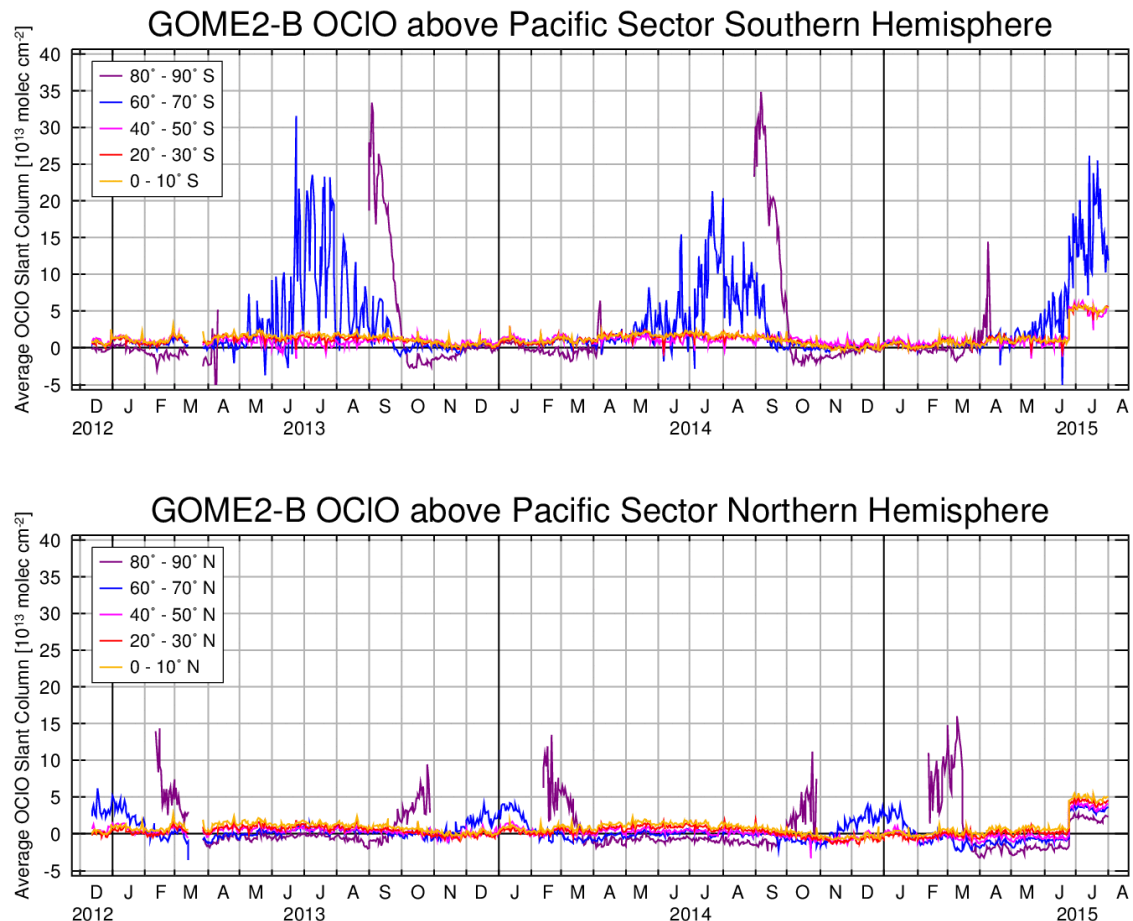 GOME2-B OClO above Pacific Sector Southern Hemisphere
Average OClO Slant Column [10¹³ molec cm⁻²]
40
35
30
25
20
15
10
5
0
-5
80° - 90° S
60° - 70° S
40° - 50° S
20° - 30° S
0 - 10° S
D J F M A M J J A S O N D J F M A M J J A S O N D J F M A M J J A
2012 2013 2014 2015
GOME2-B OClO above Pacific Sector Northern Hemisphere
Average OClO Slant Column [10¹³ molec cm⁻²]
40
35
30
25
20
15
10
5
0
-5
80° - 90° N
60° - 70° N
40° - 50° N
20° - 30° N
0 - 10° N
D J F M A M J J A S O N D J F M A M J J A S O N D J F M A M J J A
2012 2013 2014 2015